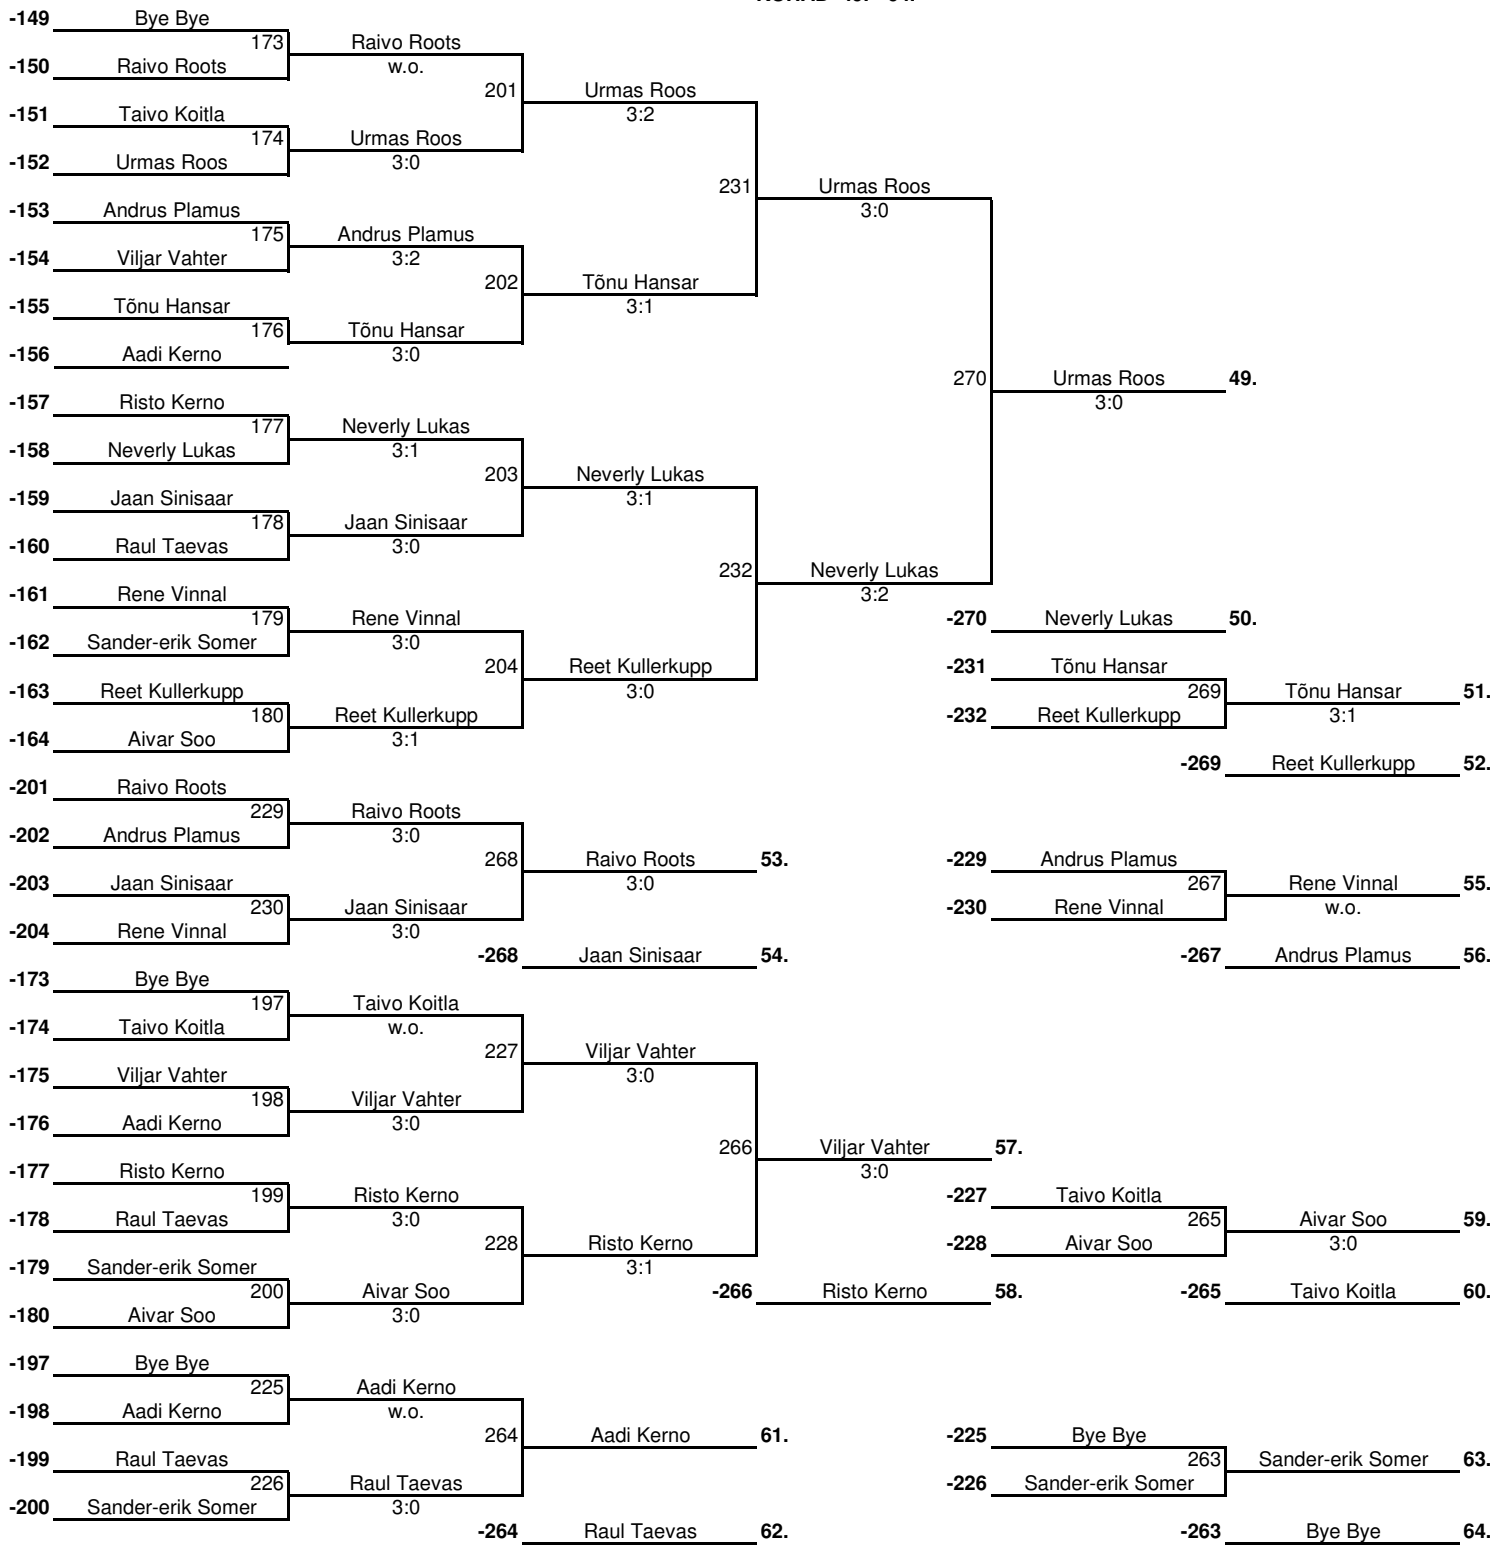 -149 Bye Bye
173 Raivo Roots
-150 Raivo Roots w.o.
201 Urmas Roos
-151 Taivo Koitla 3:2
174 Urmas Roos
-152 Urmas Roos 3:0
231 Urmas Roos
-153 Andrus Plamus 3:0
175 Andrus Plamus
-154 Viljar Vahter 3:2
202 Tõnu Hansar
-155 Tõnu Hansar 3:1
176 Tõnu Hansar
-156 Aadi Kerno 3:0
270 Urmas Roos 49.
-157 Risto Kerno 3:0
177 Neverly Lukas
-158 Neverly Lukas 3:1
203 Neverly Lukas
-159 Jaan Sinisaar 3:1
178 Jaan Sinisaar
-160 Raul Taevas 3:0
232 Neverly Lukas
-161 Rene Vinnal 3:2
179 Rene Vinnal -270 Neverly Lukas 50.
-162 Sander-erik Somer 3:0
204 Reet Kullerkupp -231 Tõnu Hansar
-163 Reet Kullerkupp 3:0 269 Tõnu Hansar 51.
180 Reet Kullerkupp -232 Reet Kullerkupp 3:1
-164 Aivar Soo 3:1
-269 Reet Kullerkupp 52.
-201 Raivo Roots
229 Raivo Roots
-202 Andrus Plamus 3:0
268 Raivo Roots 53. -229 Andrus Plamus
-203 Jaan Sinisaar 3:0 267 Rene Vinnal 55.
230 Jaan Sinisaar -230 Rene Vinnal w.o.
-204 Rene Vinnal 3:0
-268 Jaan Sinisaar 54. -267 Andrus Plamus 56.
-173 Bye Bye
197 Taivo Koitla
-174 Taivo Koitla w.o.
227 Viljar Vahter
-175 Viljar Vahter 3:0
198 Viljar Vahter
-176 Aadi Kerno 3:0
266 Viljar Vahter 57.
-177 Risto Kerno 3:0
199 Risto Kerno -227 Taivo Koitla
-178 Raul Taevas 3:0 265 Aivar Soo 59.
228 Risto Kerno -228 Aivar Soo 3:0
-179 Sander-erik Somer 3:1
200 Aivar Soo -266 Risto Kerno 58. -265 Taivo Koitla 60.
-180 Aivar Soo 3:0
-197 Bye Bye
225 Aadi Kerno
-198 Aadi Kerno w.o.
264 Aadi Kerno 61. -225 Bye Bye
-199 Raul Taevas 263 Sander-erik Somer 63.
226 Raul Taevas -226 Sander-erik Somer
-200 Sander-erik Somer 3:0
-264 Raul Taevas 62. -263 Bye Bye 64.